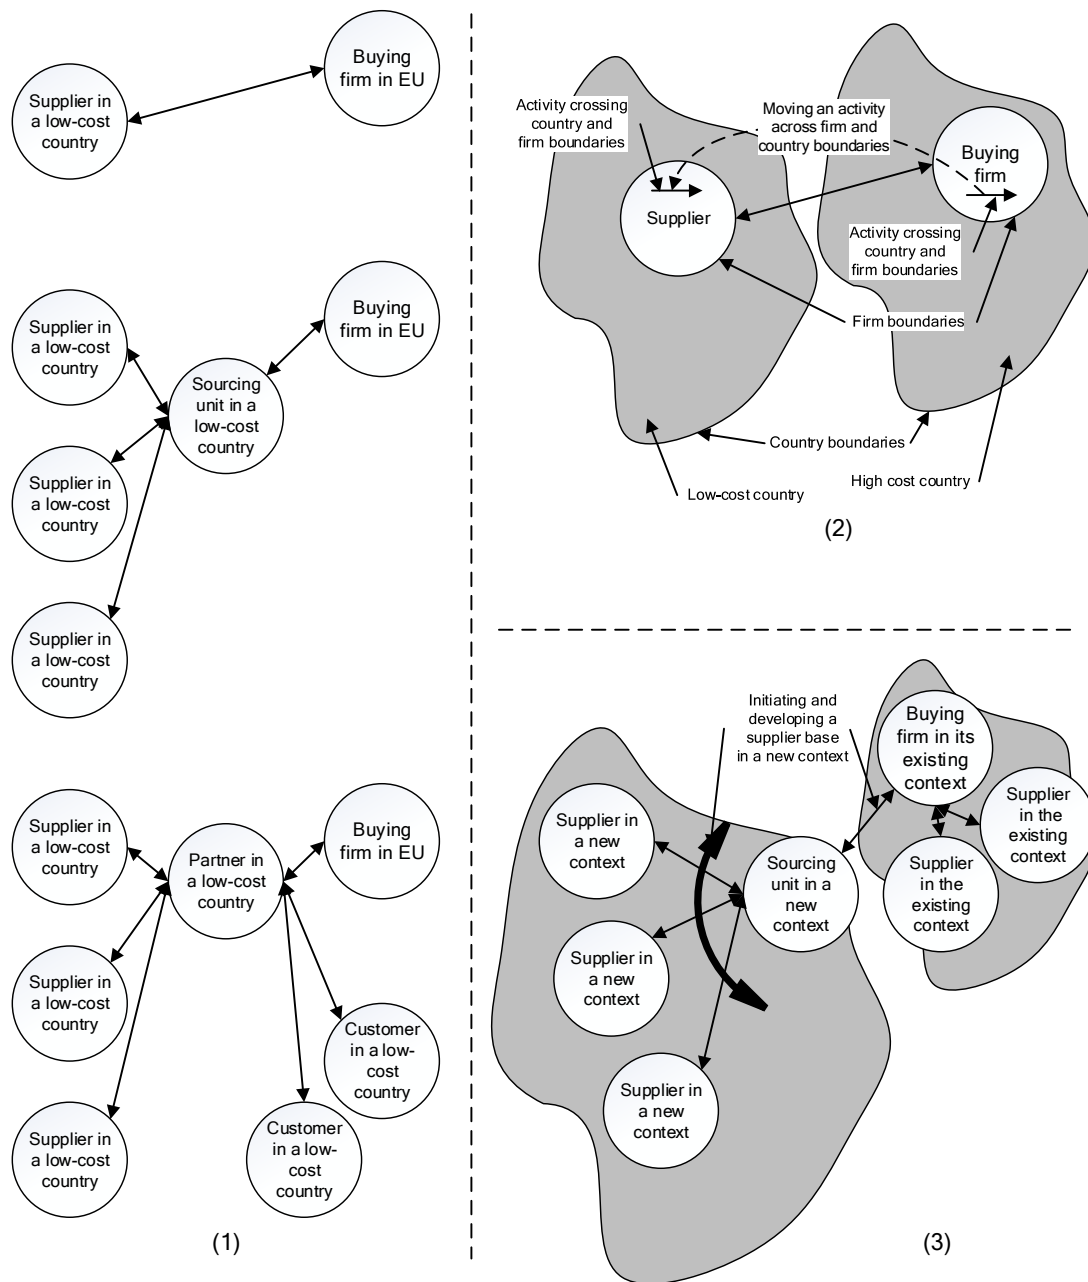 Buying
firm in EU
Supplier in
a low-cost
country
Buying
firm in EU
Supplier in
a low-cost
country
Sourcing
unit in a
low-cost
country
Supplier in
a low-cost
country
Supplier in
a low-cost
country
Supplier in
a low-cost
country
Partner in
a low-cost
country
Buying
firm in EU
Supplier in
a low-cost
country
Supplier in
a low-cost
country
Customer
in a low-
cost
country
Customer
in a low-
cost
country
(1)
Activity crossing
country and
firm boundaries
Moving an activity
across firm and
country boundaries
Buying
firm
Supplier
Activity crossing
country and
firm boundaries
Firm boundaries
Country boundaries
High cost country
Low-cost country
(2)
Initiating and
developing a
supplier base
in a new context
Buying
firm in its
existing
context
Supplier
in the
existing
context
Supplier
in the
existing
context
Supplier in
a new
context
Sourcing
unit in a
new
context
Supplier in
a new
context
Supplier in
a new
context
(3)